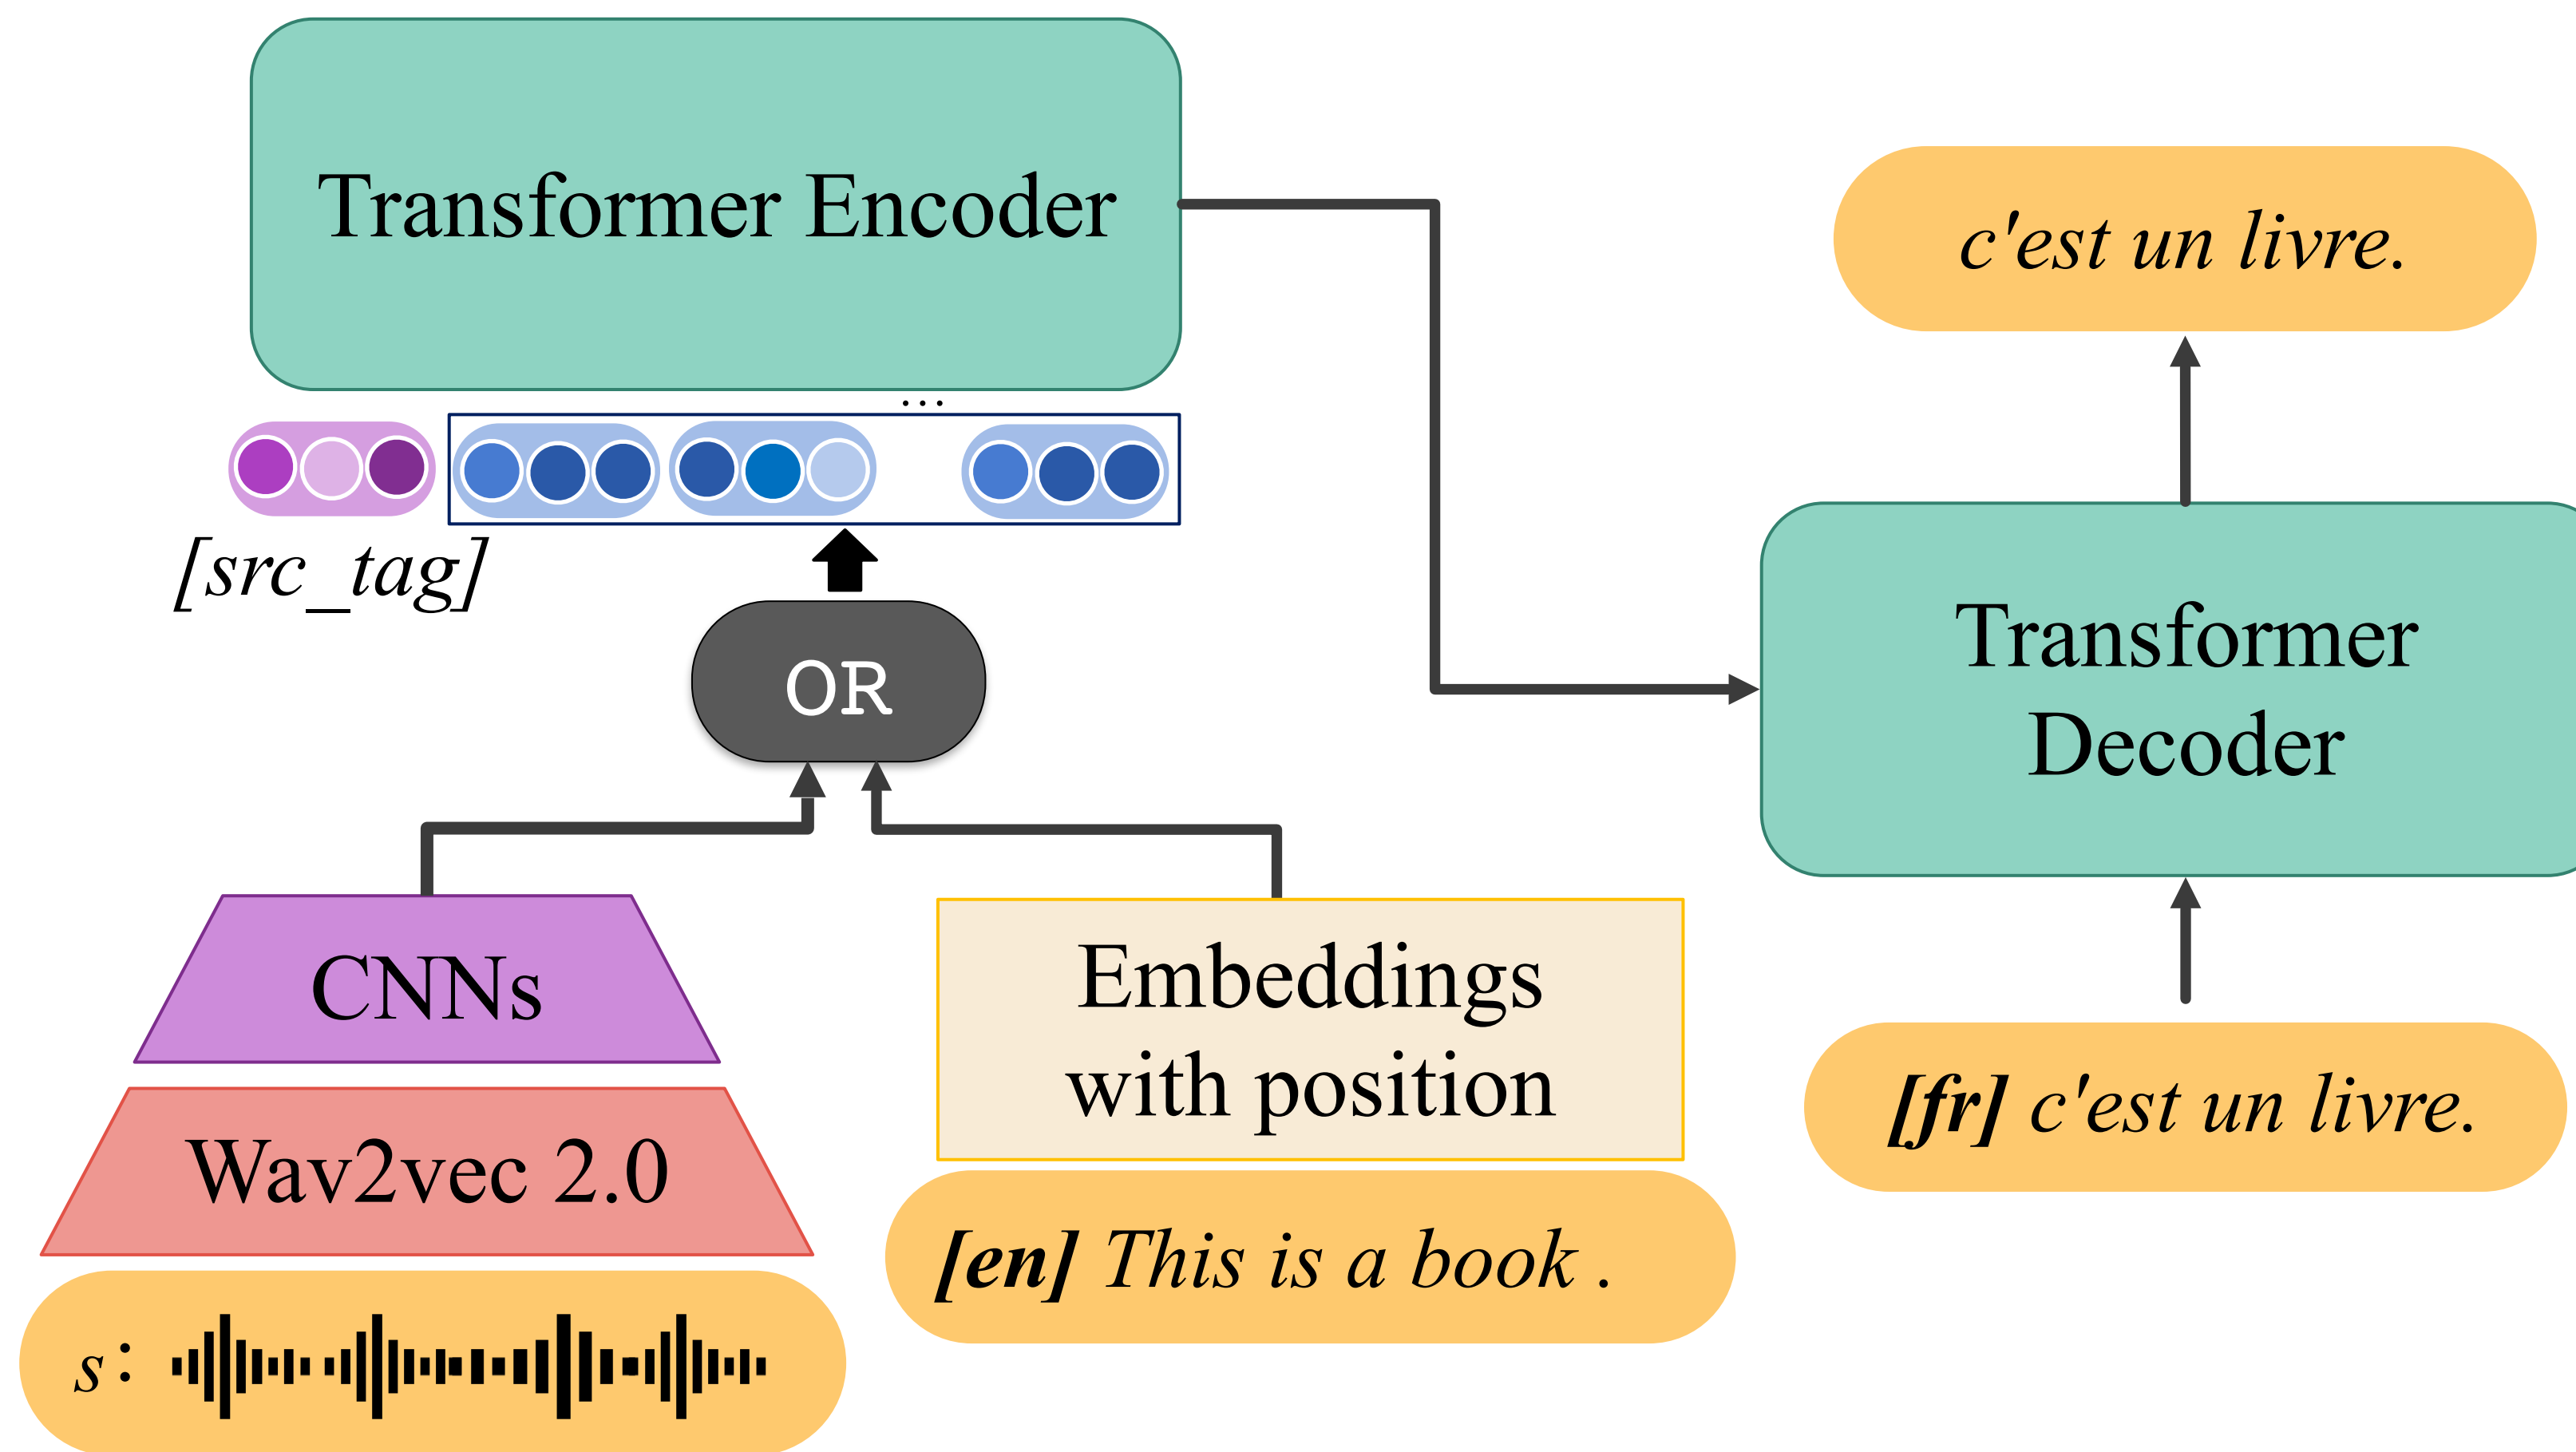 Transformer Encoder
...
[src_tag]
OR
CNNs
Wav2vec 2.0
s:
Embeddings
with position
[en] This is a book .
c'est un livre.
Transformer
Decoder
[fr] c'est un livre.